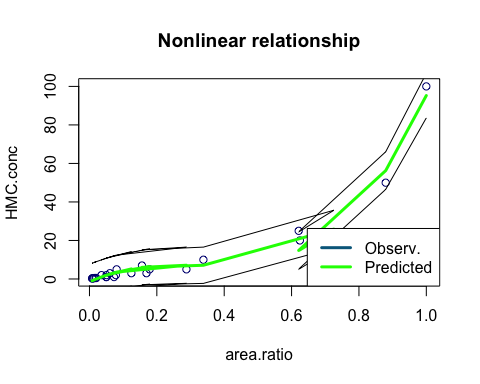 Nonlinear relationship
HMC.conc
100
80
60
40
20
0
Observ.
Predicted
0.0 0.2 0.4 0.6 0.8 1.0
area.ratio